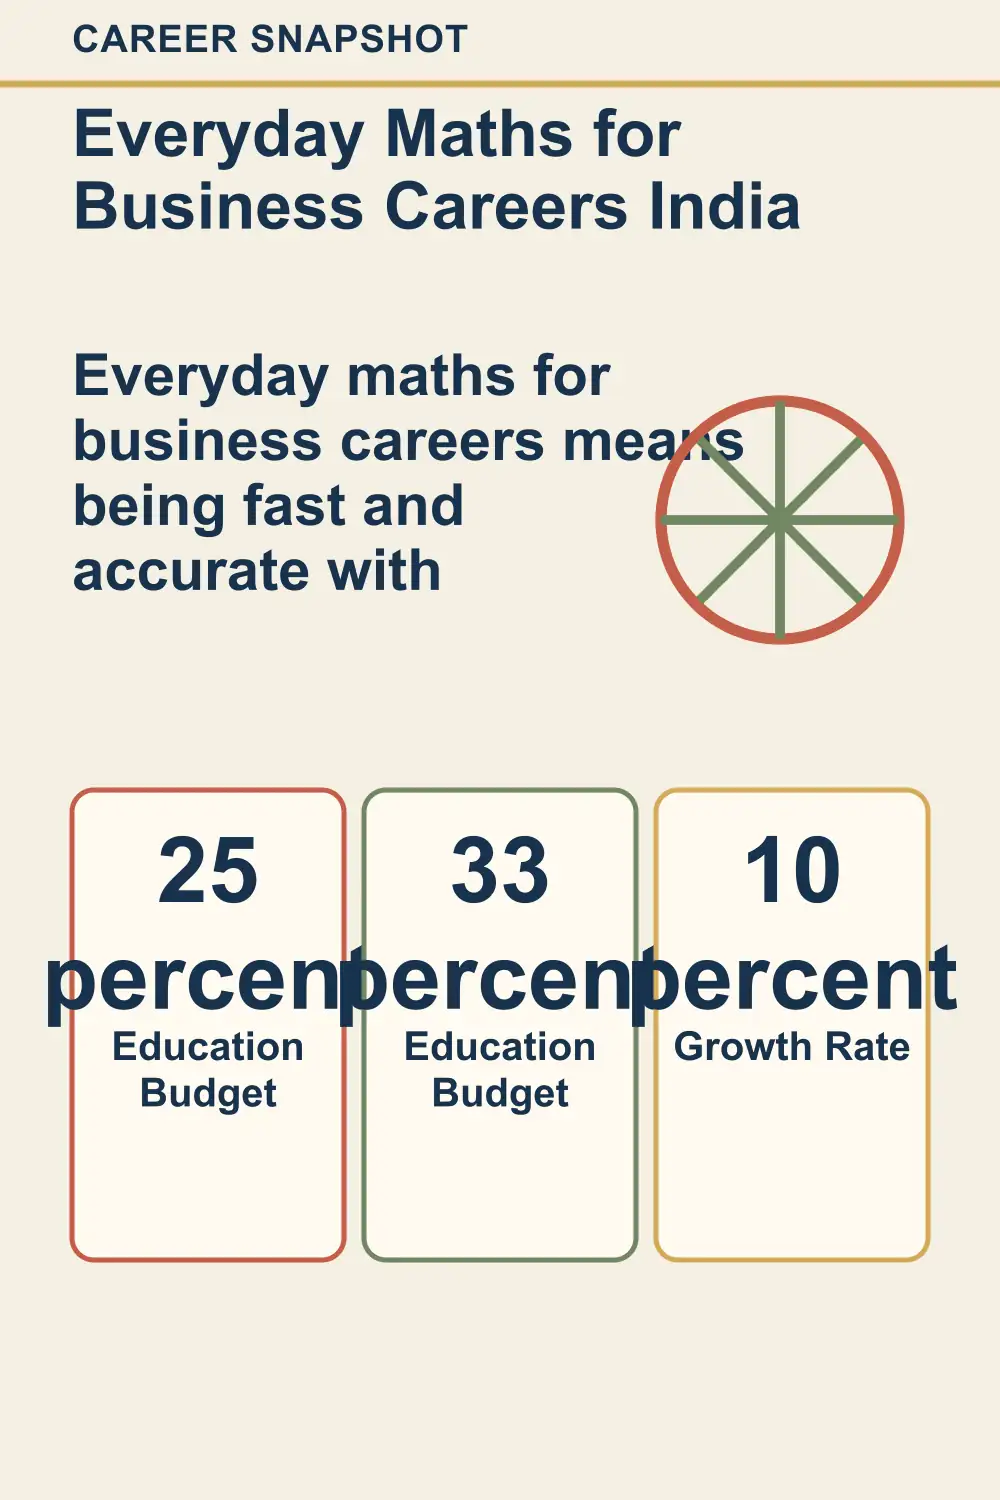 CAREER SNAPSHOT
Everyday Maths for
Business Careers India
Everyday maths for
business careers means
being fast and
accurate with
25
percent
Education
Budget
33
percent
Education
Budget
10
percent
Growth Rate